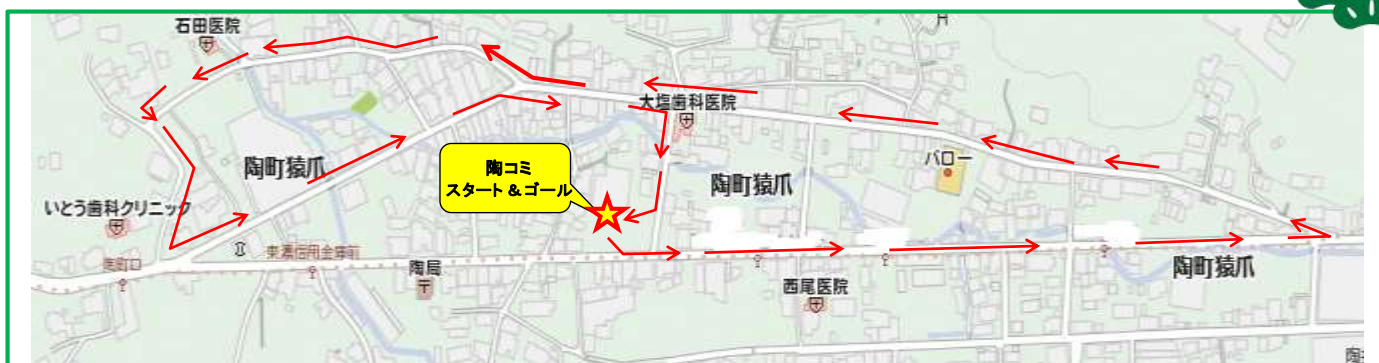 石田医院
大塩歯科医院
陶町猿爪
陶コミ
スタート＆ゴール
陶町猿爪
バロー
いとう歯科クリニック
東濃信用金庫前
陶町口
陶局
西尾医院
陶町猿爪